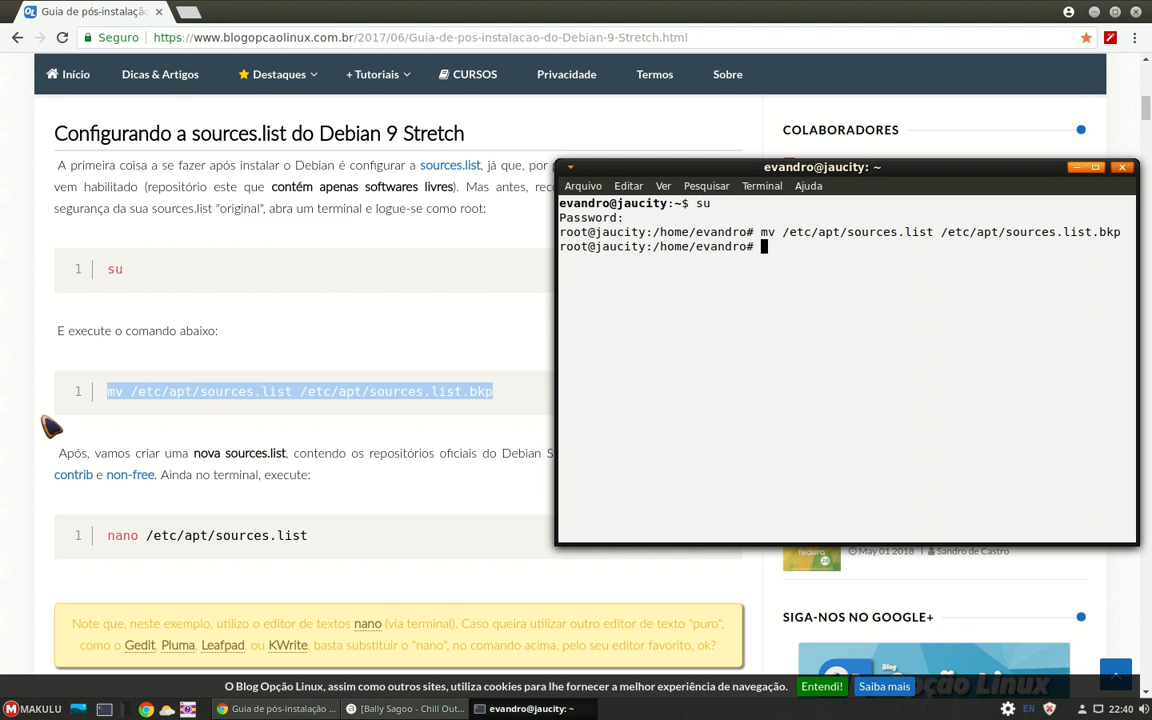 Guia de pós-instalação
Seguro
https://www.blogopcaolinux.com.br/2017/06/Guia-de-pos-instalacao-do-Debian-9-Stretch.html
Início
Dicas & Artigos
Destaques
+ Tutoriais
CURSOS
Privacidade
Termos
Sobre
Configurando a sources.list do Debian 9 Stretch
A primeira coisa a se fazer após instalar o Debian é configurar a sources.list, já que, por
vem habilitado (repositório este que contém apenas softwares livres). Mas antes,
segurança da sua sources.list "original", abra um terminal e logue-se como root:
1 su
E execute o comando abaixo:
1 mv /etc/apt/sources.list /etc/apt/sources.list.bkp
Após, vamos criar uma nova sources.list, contendo os repositórios oficiais do Debian
contrib e non-free. Ainda no terminal, execute:
1 nano /etc/apt/sources.list
Note que, neste exemplo, utilizo o editor de textos nano (via terminal). Caso queira utilizar outro editor de texto "puro",
como o Gedit, Pluma, Leafpad, ou KWrite, basta substituir o "nano", no comando acima, pelo seu editor favorito, ok?
COLABORADORES
evandro@jaucity: ~
Arquivo Editar Ver Pesquisar Terminal Ajuda
evandro@jaucity:~$ su
Password:
root@jaucity:/home/evandro# mv /etc/apt/sources.list /etc/apt/sources.list.bkp
root@jaucity:/home/evandro#
fedora
28
May 01 2018 Sandro de Castro
SIGA-NOS NO GOOGLE+
Blog
Opção Linux
O Blog Opção Linux, assim como outros sites, utiliza cookies para lhe fornecer a melhor experiência de navegação.
Entendi!
Saiba mais
MAKULU
Guia de pós-instalação ...
[Bally Sagoo - Chill Out...
evandro@jaucity: ~
EN
22:40